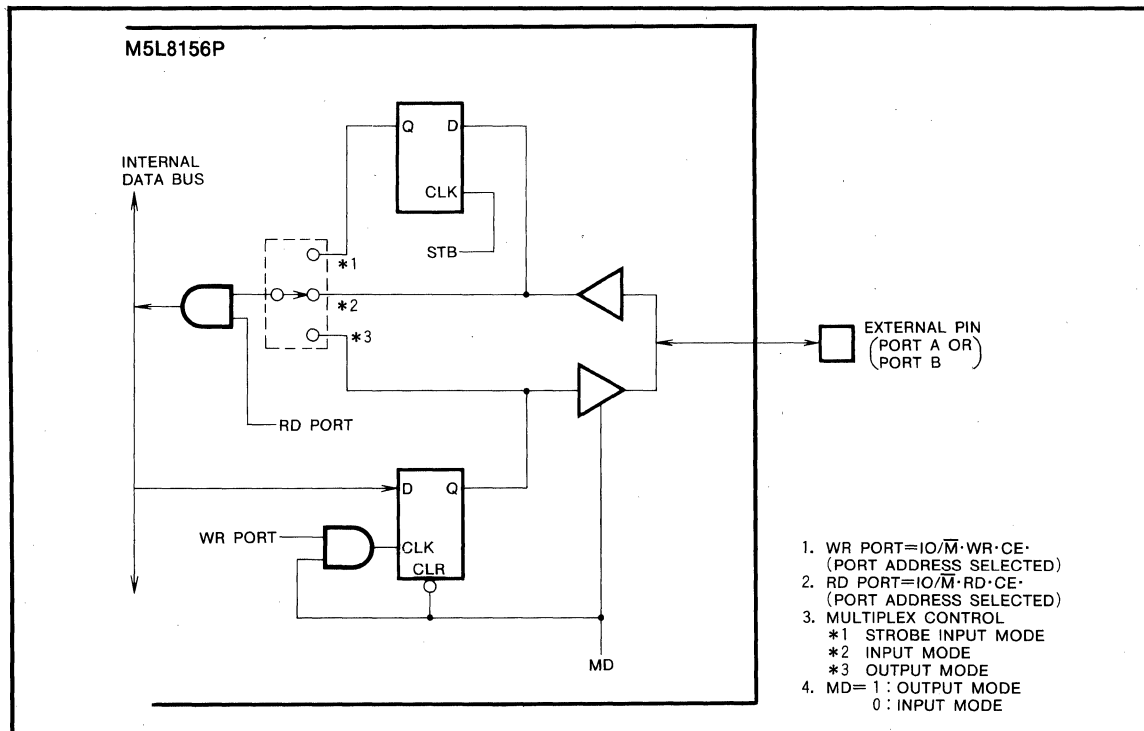 M5L8156P
Q D
CLK
INTERNAL
DATA BUS
STB
*1
*2
*3
EXTERNAL PIN
(PORT A OR
PORT B)
RD PORT
D Q
WR PORT
CLK
CLR
MD
1. WR PORT=IO/M̅·WR·CE·
(PORT ADDRESS SELECTED)
2. RD PORT=IO/M̅·RD·CE·
(PORT ADDRESS SELECTED)
3. MULTIPLEX CONTROL
*1 STROBE INPUT MODE
*2 INPUT MODE
*3 OUTPUT MODE
4. MD= 1 : OUTPUT MODE
0 : INPUT MODE